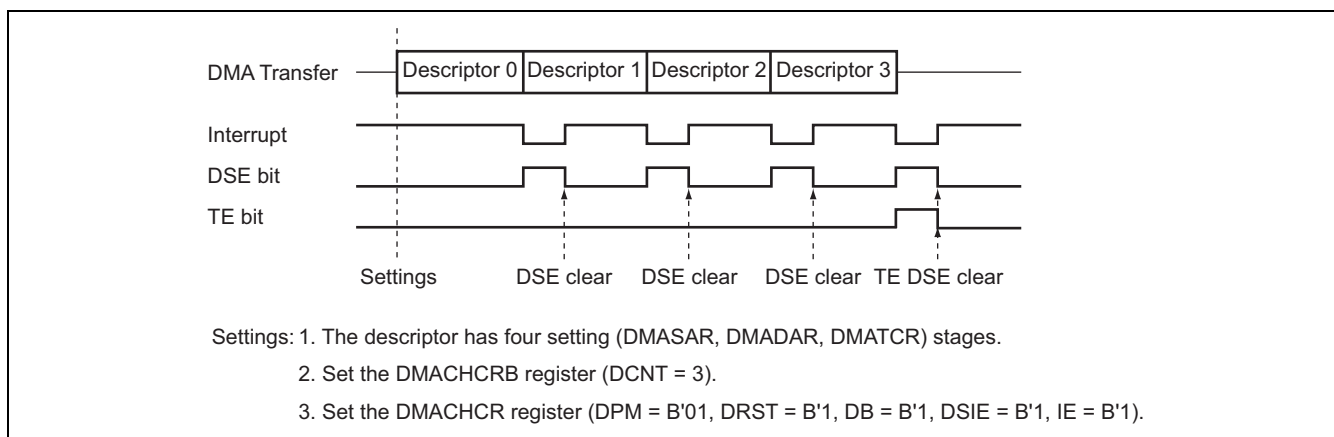 DMA Transfer Descriptor 0 Descriptor 1 Descriptor 2 Descriptor 3
Interrupt
DSE bit
TE bit
Settings DSE clear DSE clear DSE clear TE DSE clear
Settings: 1. The descriptor has four setting (DMASAR, DMADAR, DMATCR) stages.
2. Set the DMACHCRB register (DCNT = 3).
3. Set the DMACHCR register (DPM = B'01, DRST = B'1, DB = B'1, DSIE = B'1, IE = B'1).